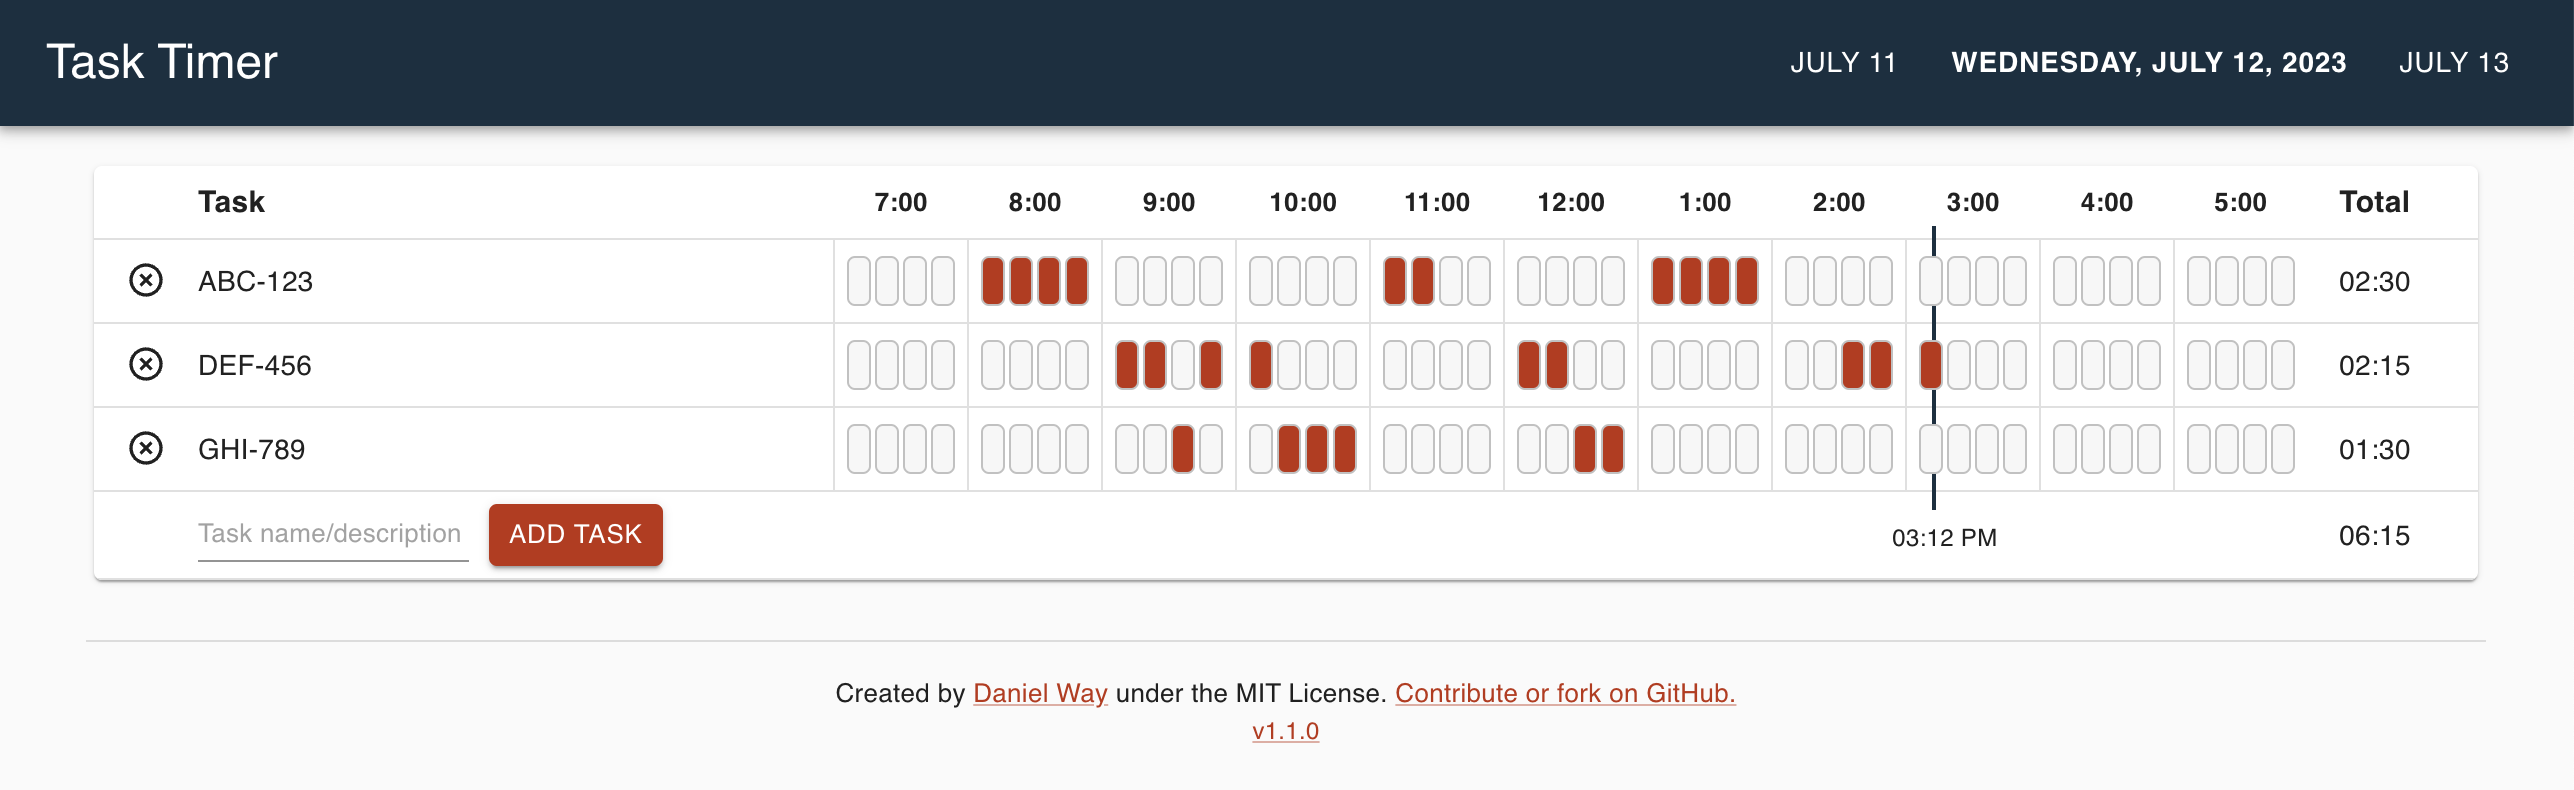 Task Timer JULY 11 WEDNESDAY, JULY 12, 2023 JULY 13
Task 7:00 8:00 9:00 10:00 11:00 12:00 1:00 2:00 3:00 4:00 5:00 Total
ABC-123 02:30
DEF-456 02:15
GHI-789 01:30
Task name/description ADD TASK 03:12 PM 06:15
Created by Daniel Way under the MIT License. Contribute or fork on GitHub.
v1.1.0